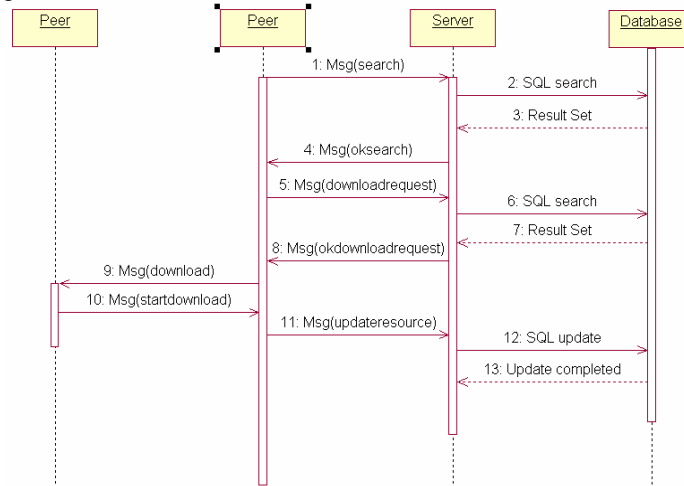 Peer
Peer
Server
Database
1: Msg(search)
2: SQL search
3: Result Set
4: Msg(oksearch)
5: Msg(downloadrequest)
6: SQL search
7: Result Set
8: Msg(okdownloadrequest)
9: Msg(download)
10: Msg(startdownload)
11: Msg(updateresource)
12: SQL update
13: Update completed